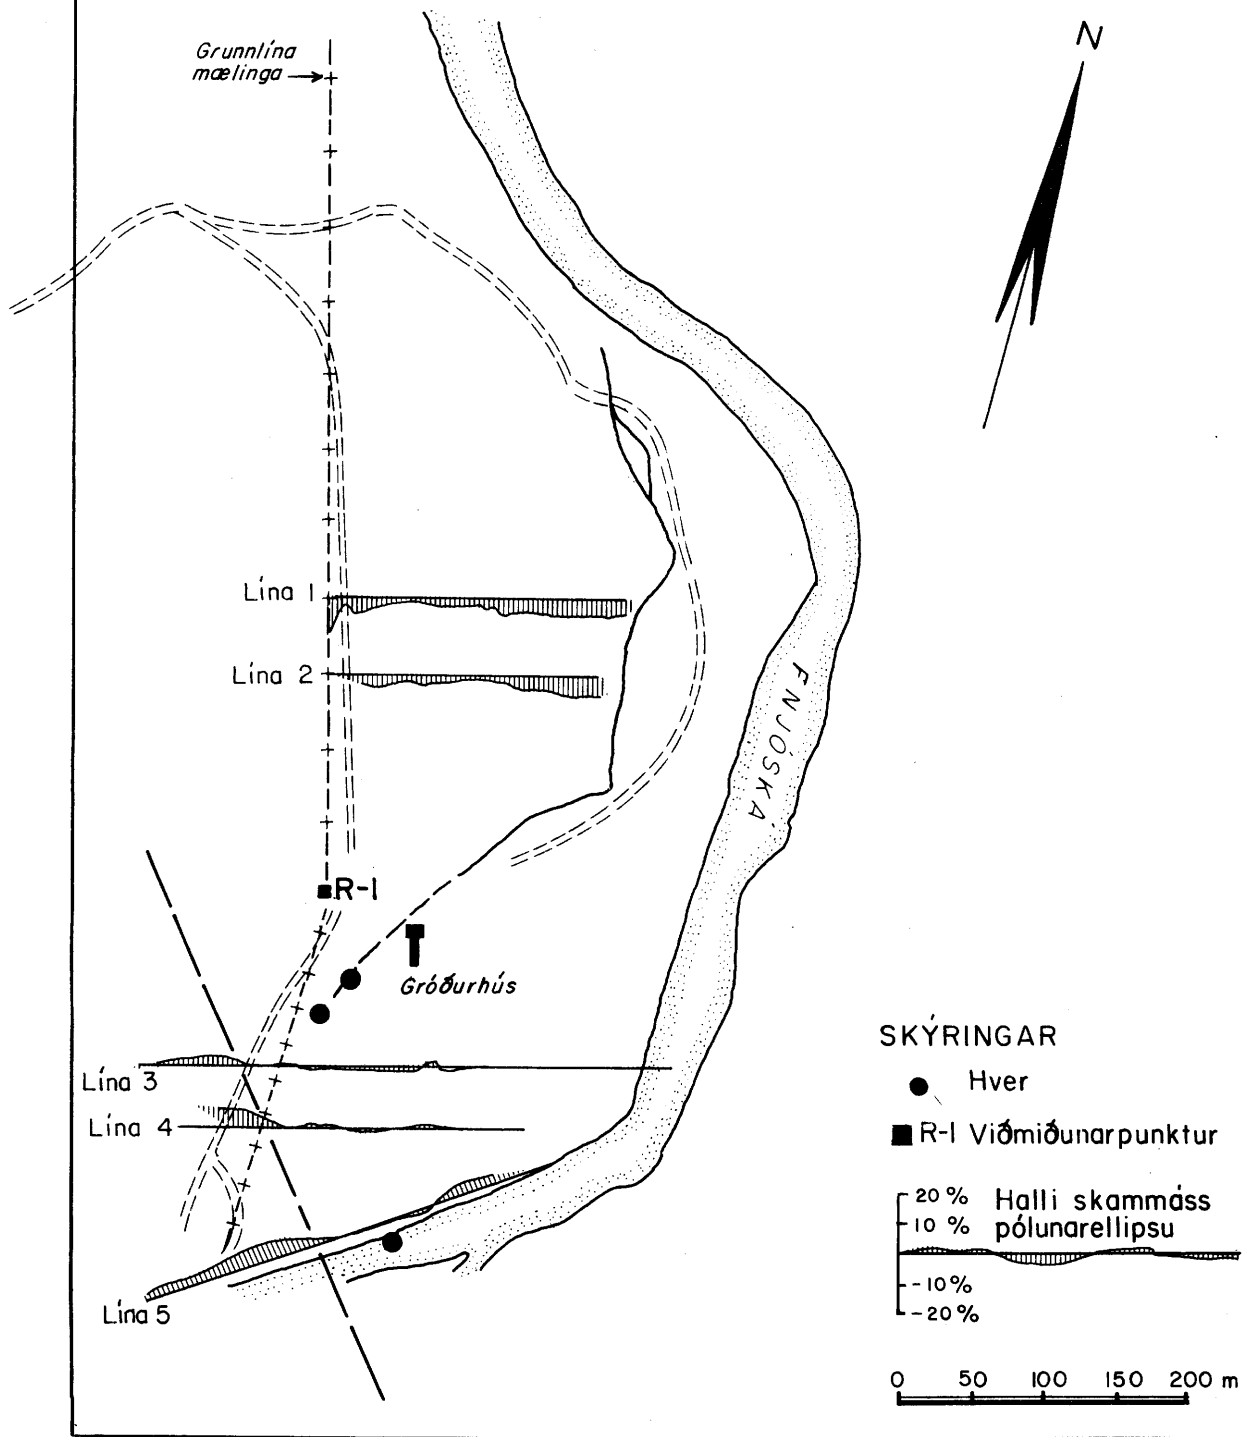 Grunnlína
mælinga
N
Lína 1
Lína 2
FNJÓSKÁ
R-1
Gróðurhús
Lína 3
Lína 4
Lína 5
SKÝRINGAR
Hver
R-1 Viðmiðunarpunktur
20 % Halli skammáss
10 % pólunarellipsu
-10%
-20%
0 50 100 150 200 m